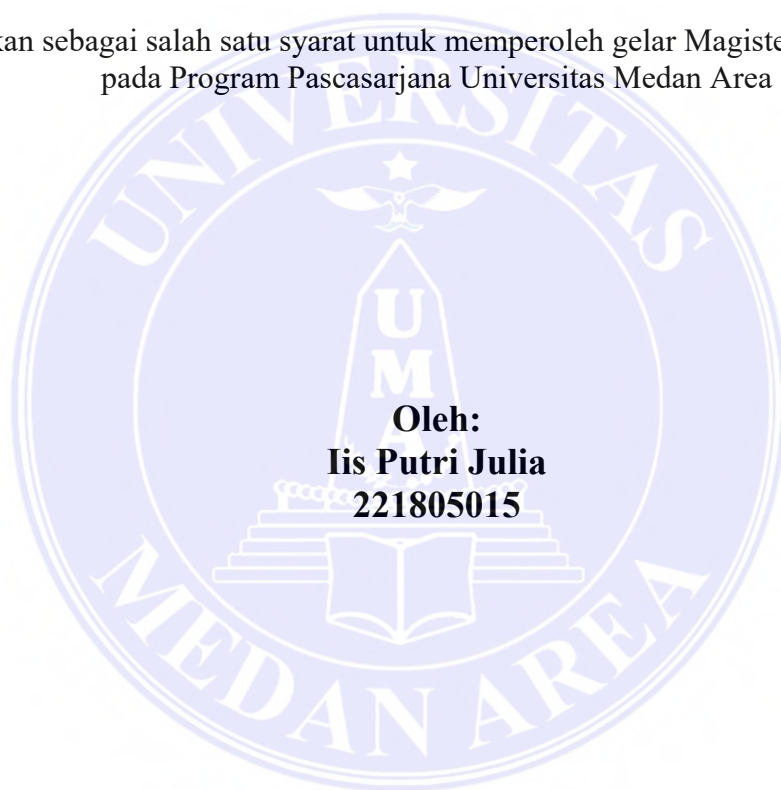 kan sebagai salah satu syarat untuk memperoleh gelar Magiste
pada Program Pascasarjana Universitas Medan Area
UNIVERSITAS
U
M
A
Oleh:
Iis Putri Julia
221805015
MEDAN AREA